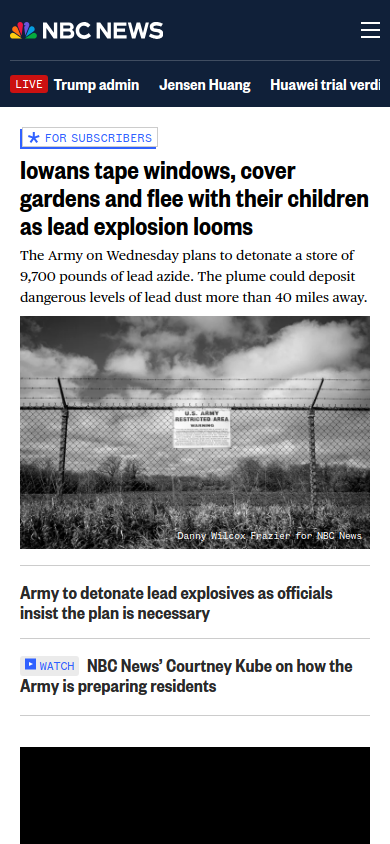 NBC NEWS
LIVE Trump admin Jensen Huang Huawei trial verdi
FOR SUBSCRIBERS
Iowans tape windows, cover
gardens and flee with their children
as lead explosion looms
The Army on Wednesday plans to detonate a store of
9,700 pounds of lead azide. The plume could deposit
dangerous levels of lead dust more than 40 miles away.
U.S. ARMY
RESTRICTED AREA
WARNING
Danny Wilcox Frazier for NBC News
Army to detonate lead explosives as officials
insist the plan is necessary
WATCH NBC News’ Courtney Kube on how the
Army is preparing residents